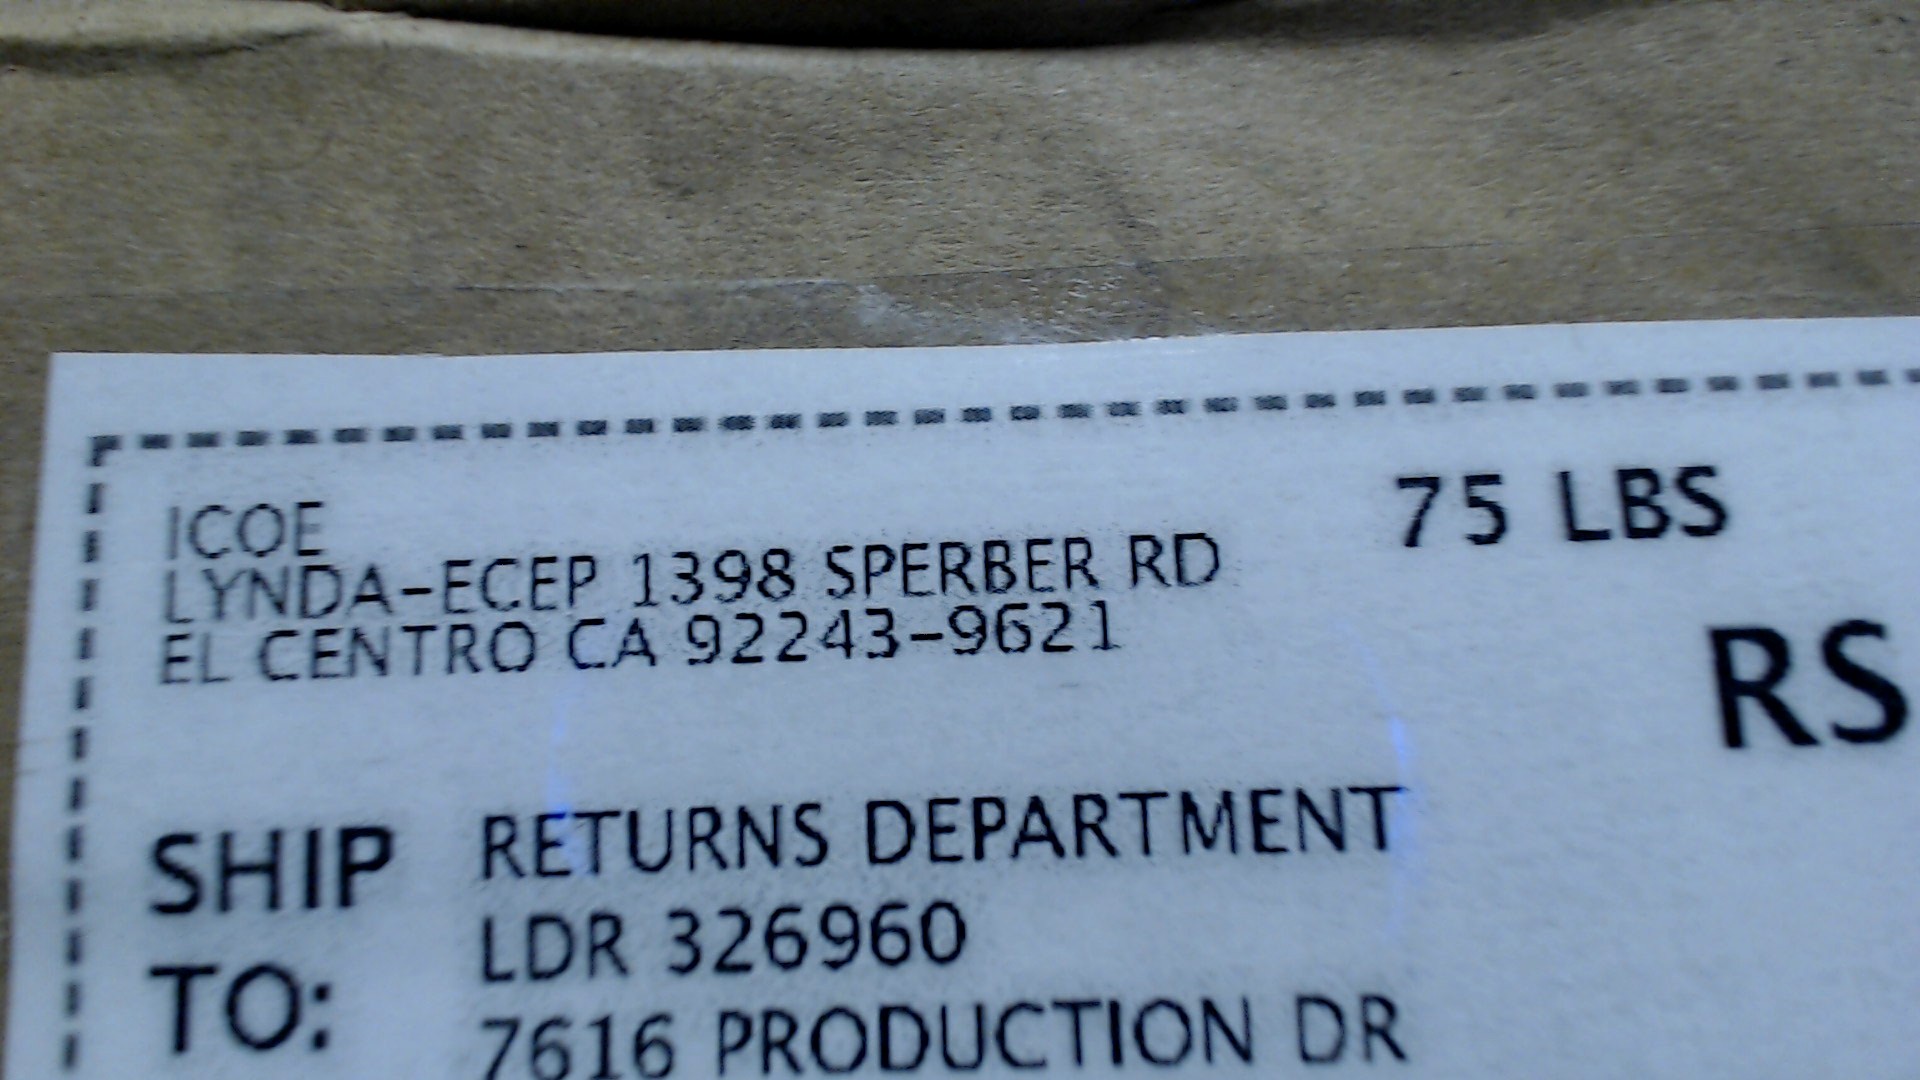 ICOE
LYNDA-ECEP 1398 SPERBER RD
EL CENTRO CA 92243-9621
75 LBS
RS
SHIP TO:
RETURNS DEPARTMENT
LDR 326960
7616 PRODUCTION DR